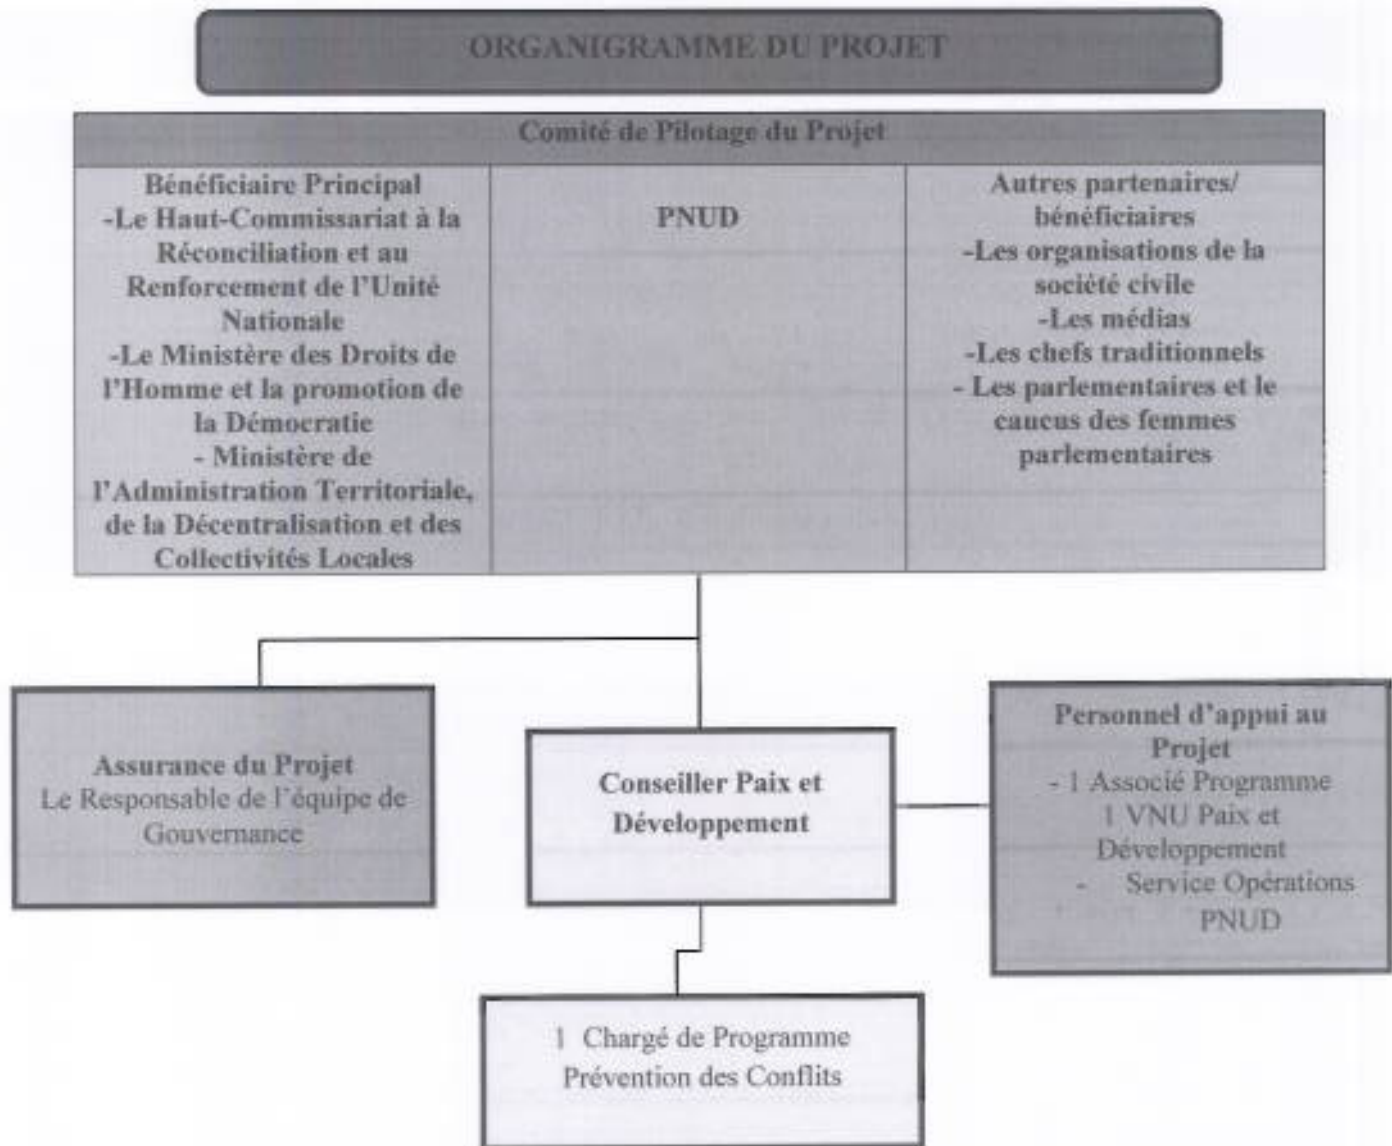 ORGANIGRAMME DU PROJET
Comité de Pilotage du Projet
Bénéficiaire Principal
-Le Haut-Commissariat à la
Réconciliation et au
Renforcement de l'Unité
Nationale
-Le Ministère des Droits de
l'Homme et la promotion de
la Démocratie
- Ministère de
l'Administration Territoriale,
de la Décentralisation et des
Collectivités Locales
PNUD
Autres partenaires/
bénéficiaires
-Les organisations de la
société civile
-Les médias
-Les chefs traditionnels
- Les parlementaires et le
caucus des femmes
parlementaires
Assurance du Projet
Le Responsable de l'équipe de
Gouvernance
Conseiller Paix et
Développement
Personnel d'appui au
Projet
- 1 Associé Programme
1 VNU Paix et
Développement
- Service Opérations
PNUD
1 Chargé de Programme
Prévention des Conflits